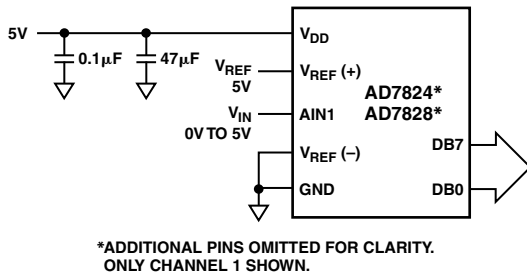 5V
0.1μF
47μF
VDD
VREF
5V
VREF (+)
AD7824*
AD7828*
VIN
0V TO 5V
AIN1
DB7
VREF (–)
GND
DB0
*ADDITIONAL PINS OMITTED FOR CLARITY.
ONLY CHANNEL 1 SHOWN.